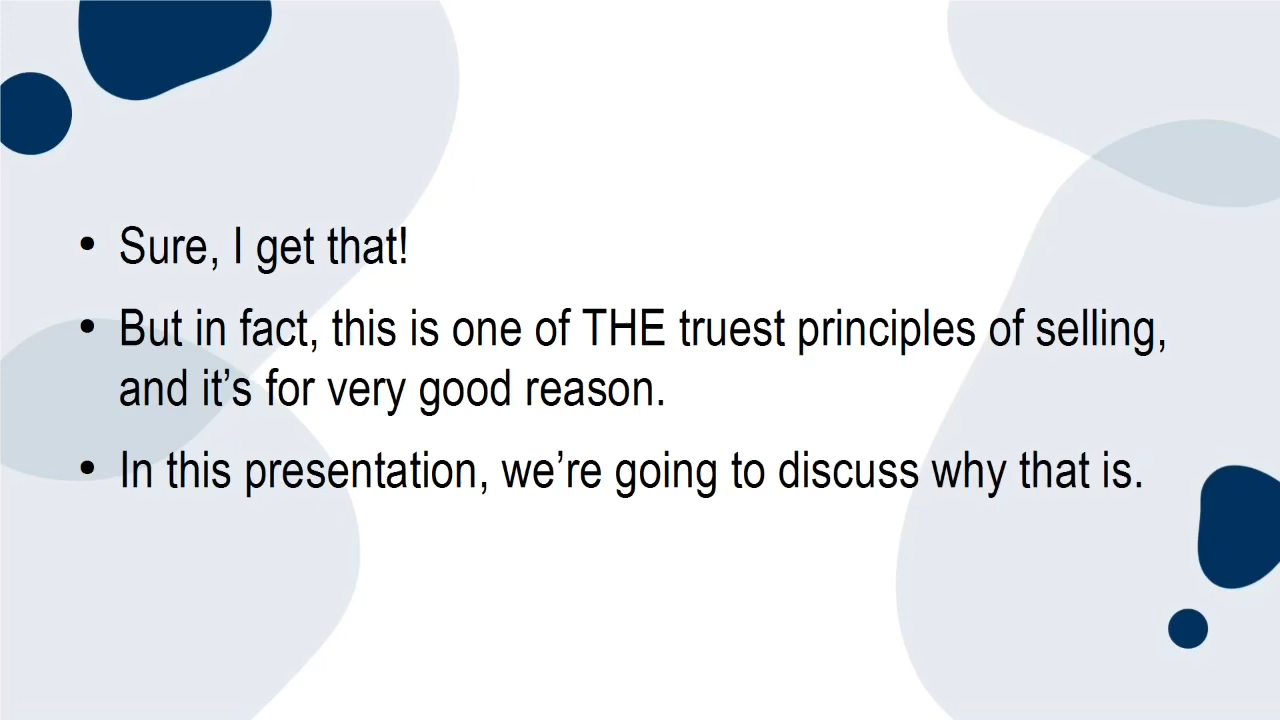 • Sure, I get that!
• But in fact, this is one of THE truest principles of selling,
and it’s for very good reason.
• In this presentation, we’re going to discuss why that is.